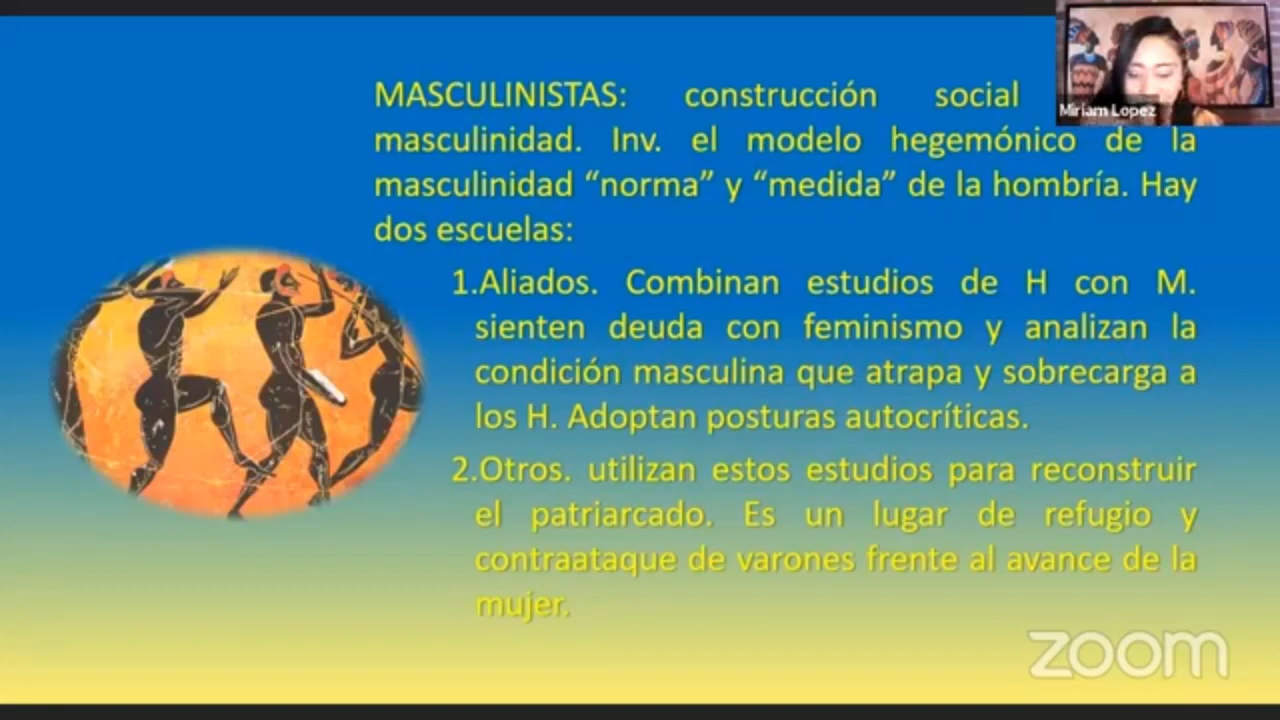 MASCULINISTAS: construcción social
masculinidad. Inv. el modelo hegemónico de la
masculinidad “norma” y “medida” de la hombría. Hay
dos escuelas:
1.Aliados. Combinan estudios de H con M.
sienten deuda con feminismo y analizan la
condición masculina que atrapa y sobrecarga a
los H. Adoptan posturas autocríticas.
2.Otros. utilizan estos estudios para reconstruir
el patriarcado. Es un lugar de refugio y
contraataque de varones frente al avance de la
mujer.
Miriam Lopez
zoom